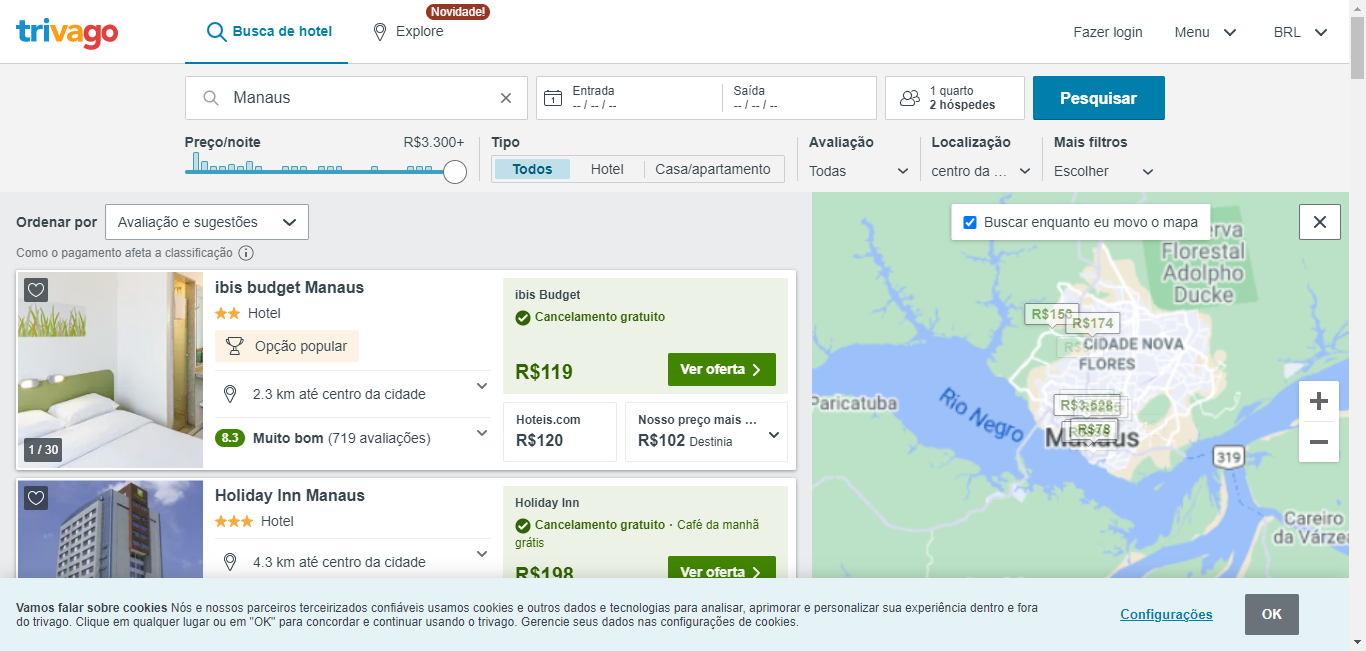 trivago
Busca de hotel
Explore
Novidade!
Fazer login
Menu
BRL
Manaus
Entrada
-- / -- / --
Saída
-- / -- / --
1 quarto
2 hóspedes
Pesquisar
Preço/noite
R$3.300+
Tipo
Todos
Hotel
Casa/apartamento
Avaliação
Todas
Localização
centro da ...
Mais filtros
Escolher
Ordenar por
Avaliação e sugestões
Como o pagamento afeta a classificação
1 / 30
ibis budget Manaus
Hotel
Opção popular
2.3 km até centro da cidade
8.3 Muito bom (719 avaliações)
ibis Budget
Cancelamento gratuito
R$119
Ver oferta
Hoteis.com
R$120
Nosso preço mais ...
R$102 Destinia
Holiday Inn Manaus
Hotel
4.3 km até centro da cidade
Holiday Inn
Cancelamento gratuito · Café da manhã
grátis
R$198
Ver oferta
Buscar enquanto eu movo o mapa
Florestal
Adolpho
Ducke
R$174
CIDADE NOVA
FLORES
Paricatuba
Rio Negro
R$78
Manaus
319
Careiro
da Várzea
Vamos falar sobre cookies Nós e nossos parceiros terceirizados confiáveis usamos cookies e outros dados e tecnologias para analisar, aprimorar e personalizar sua experiência dentro e fora
do trivago. Clique em qualquer lugar ou em "OK" para concordar e continuar usando o trivago. Gerencie seus dados nas configurações de cookies.
Configurações
OK